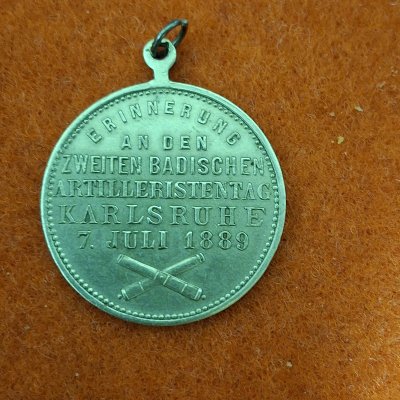 ERINNERUNG
AN DEN
ZWEITEN BADISCHEN
ARTILLERISTENTAG
KARLSRUHE
7. JULI 1889